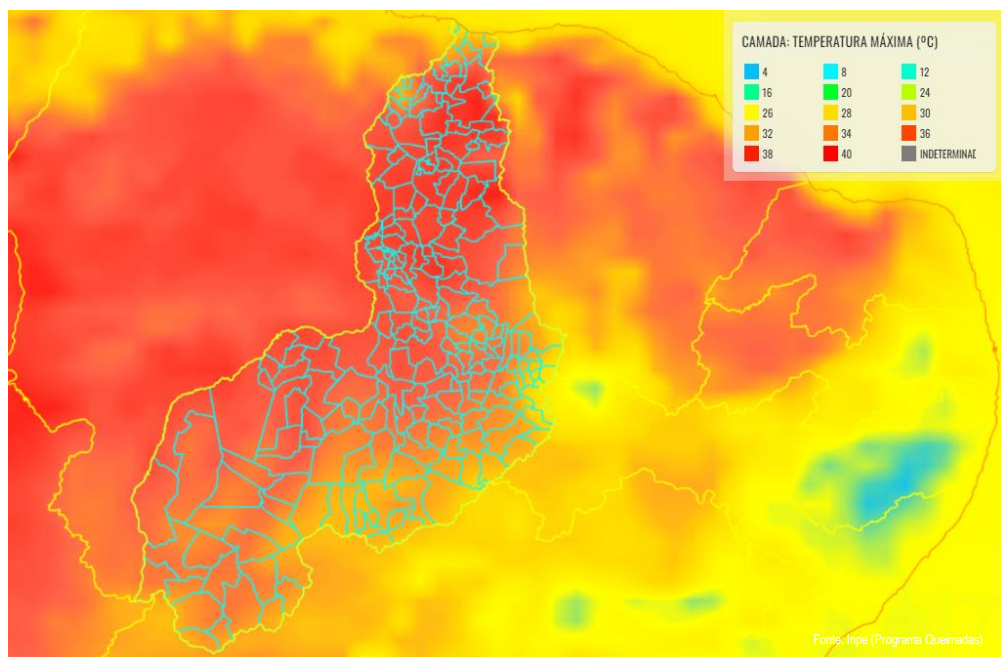 CAMADA: TEMPERATURA MÁXIMA (ºC)
4 8 12
16 20 24
26 28 30
32 34 36
38 40 INDETERMINAD
Fonte: Inpe (Programa Queimadas)